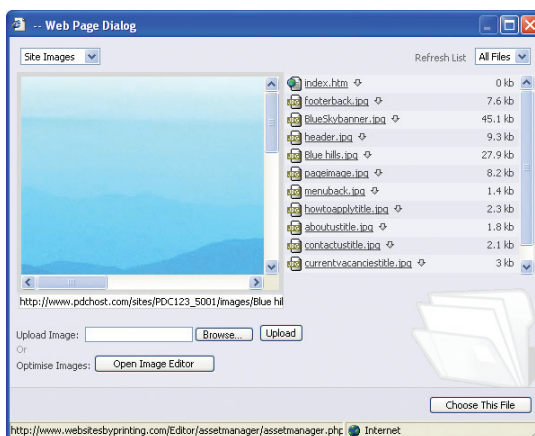 -- Web Page Dialog
Site Images
Refresh List All Files
index.htm 0 kb
footerback.jpg 7.6 kb
BlueSkybanner.jpg 45.1 kb
header.jpg 9.3 kb
Blue hills.jpg 27.9 kb
pageimage.jpg 8.2 kb
menuback.jpg 1.4 kb
howtoapplytitle.jpg 2.3 kb
aboutustitle.jpg 1.8 kb
contactustitle.jpg 2.1 kb
currentvacanciestitle.jpg 3 kb
http://www.pdchost.com/sites/PDC123_5001/images/Blue hil
Upload Image: Browse... Upload
Or
Optimise Images: Open Image Editor
Choose This File
http://www.websitesbyprinting.com/Editor/assetmanager/assetmanager.php Internet